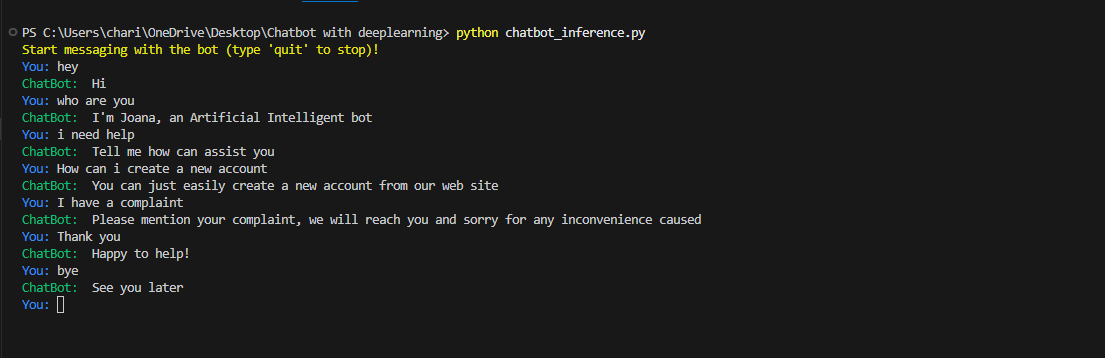 PS C:\Users\chari\OneDrive\Desktop\Chatbot with deeplearning> python chatbot_inference.py
Start messaging with the bot (type 'quit' to stop)!
You: hey
ChatBot:  Hi
You: who are you
ChatBot:  I'm Joana, an Artificial Intelligent bot
You: i need help
ChatBot:  Tell me how can assist you
You: How can i create a new account
ChatBot:  You can just easily create a new account from our web site
You: I have a complaint
ChatBot:  Please mention your complaint, we will reach you and sorry for any inconvenience caused
You: Thank you
ChatBot:  Happy to help!
You: bye
ChatBot:  See you later
You: